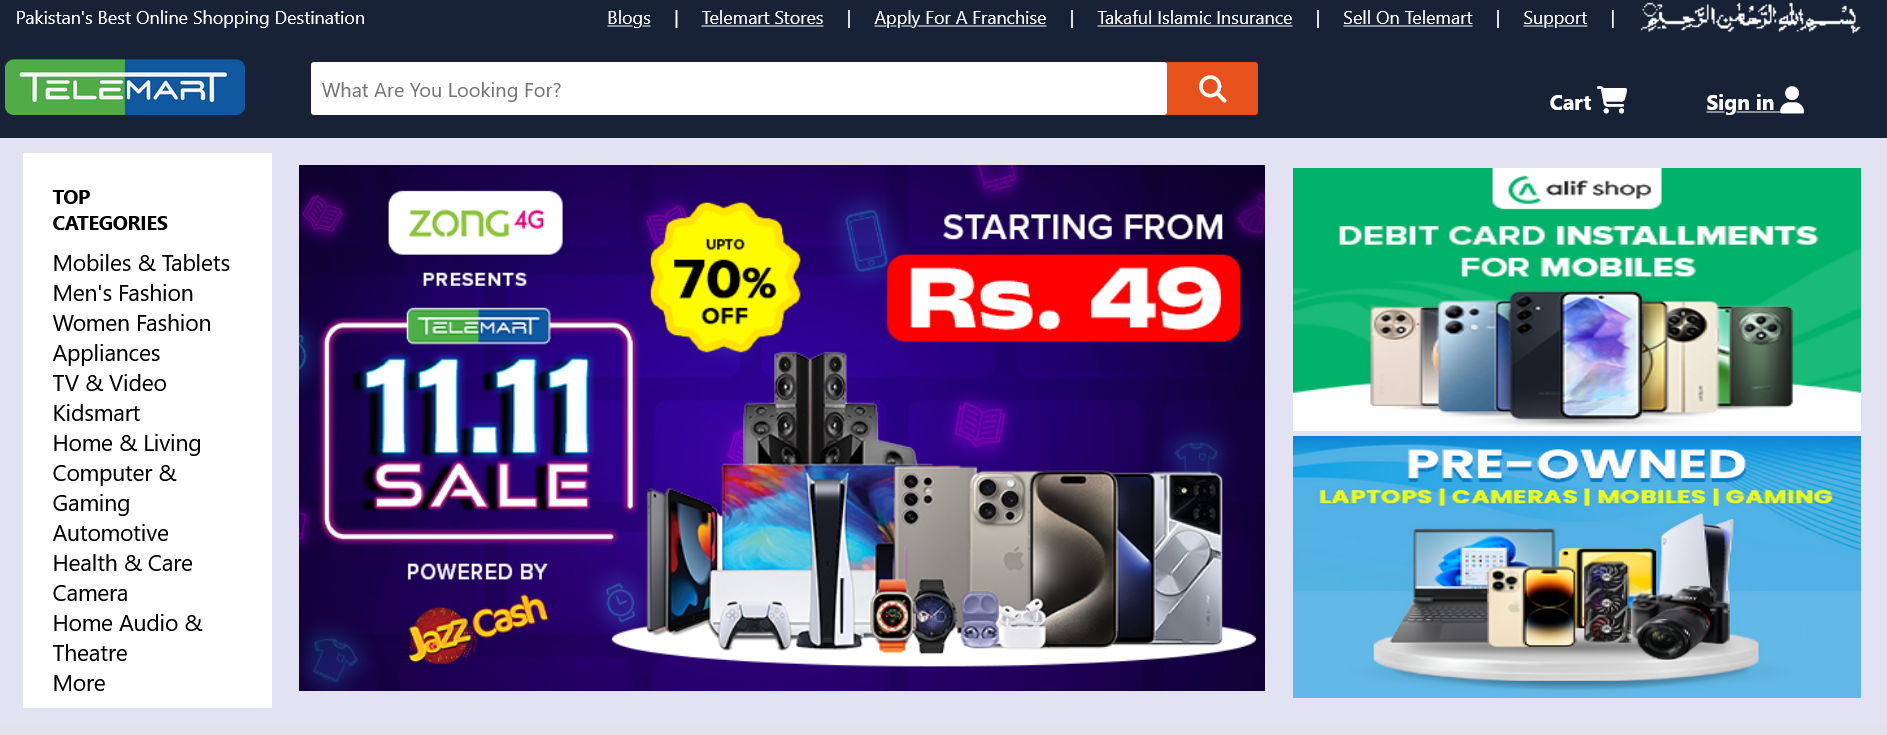 Pakistan's Best Online Shopping Destination
Blogs | Telemart Stores | Apply For A Franchise | Takaful Islamic Insurance | Sell On Telemart | Support |
بِسْمِ اللهِ الرَّحْمٰنِ الرَّحِيْمِ
TELEMART
What Are You Looking For?
Cart
Sign in
TOP
CATEGORIES
Mobiles & Tablets
Men's Fashion
Women Fashion
Appliances
TV & Video
Kidsmart
Home & Living
Computer &
Gaming
Automotive
Health & Care
Camera
Home Audio &
Theatre
More
ZONG 4G
PRESENTS
TELEMART
11.11
SALE
POWERED BY
Jazz Cash
UPTO
70%
OFF
STARTING FROM
Rs. 49
alif shop
DEBIT CARD INSTALLMENTS
FOR MOBILES
PRE-OWNED
LAPTOPS | CAMERAS | MOBILES | GAMING